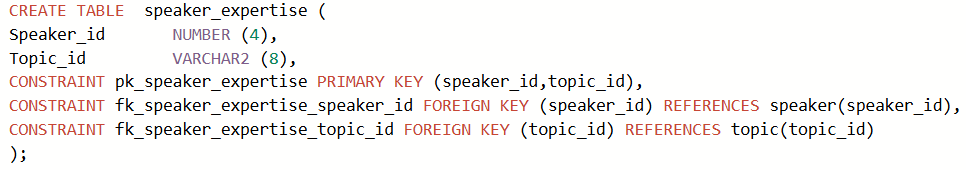 CREATE TABLE  speaker_expertise (
Speaker_id       NUMBER (4),
Topic_id         VARCHAR2 (8),
CONSTRAINT pk_speaker_expertise PRIMARY KEY (speaker_id,topic_id),
CONSTRAINT fk_speaker_expertise_speaker_id FOREIGN KEY (speaker_id) REFERENCES speaker(speaker_id),
CONSTRAINT fk_speaker_expertise_topic_id FOREIGN KEY (topic_id) REFERENCES topic(topic_id)
);